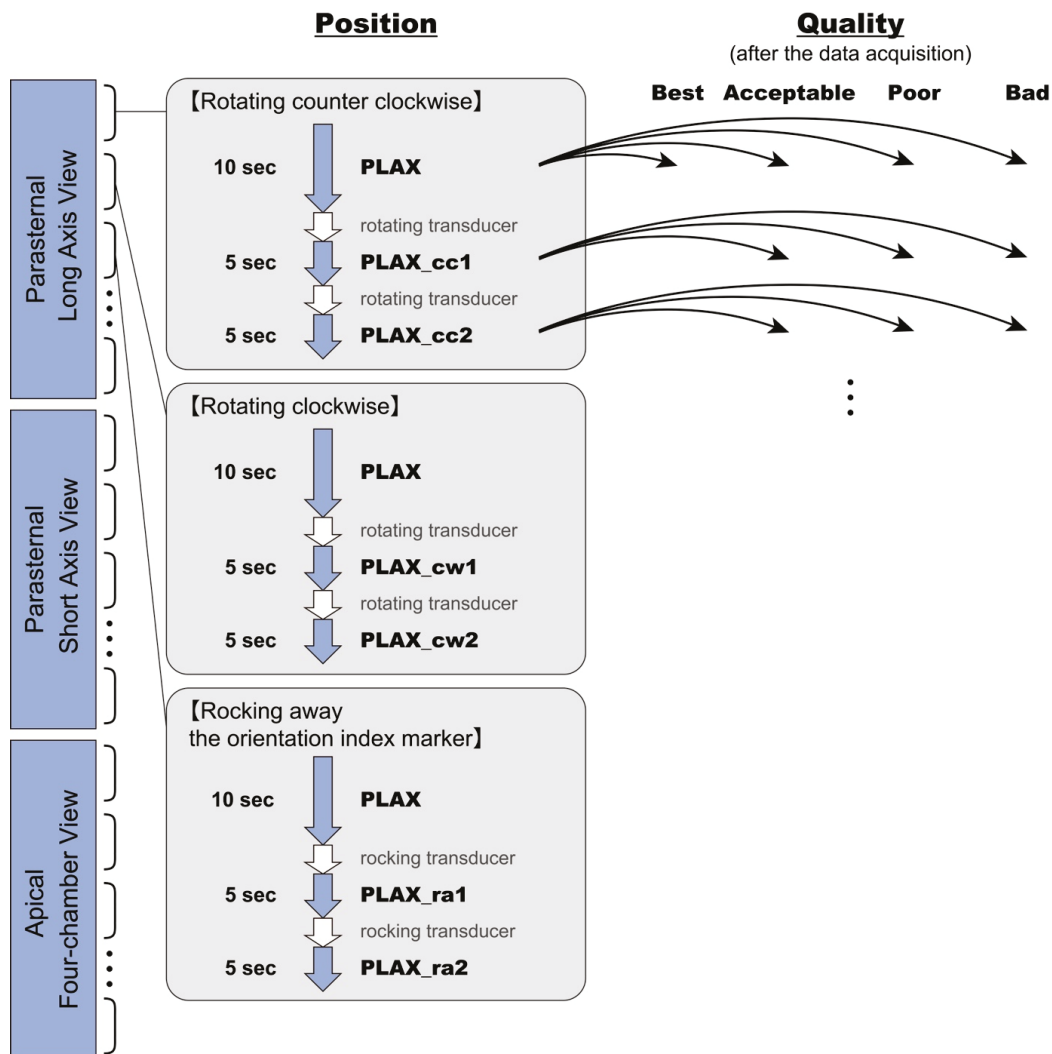 Position
Quality
(after the data acquisition)
Best Acceptable Poor Bad
Parasternal
Long Axis View
【Rotating counter clockwise】
10 sec PLAX
rotating transducer
5 sec PLAX_cc1
rotating transducer
5 sec PLAX_cc2
【Rotating clockwise】
10 sec PLAX
rotating transducer
5 sec PLAX_cw1
rotating transducer
5 sec PLAX_cw2
Parasternal
Short Axis View
【Rocking away
the orientation index marker】
10 sec PLAX
rocking transducer
5 sec PLAX_ra1
rocking transducer
5 sec PLAX_ra2
Apical
Four-chamber View